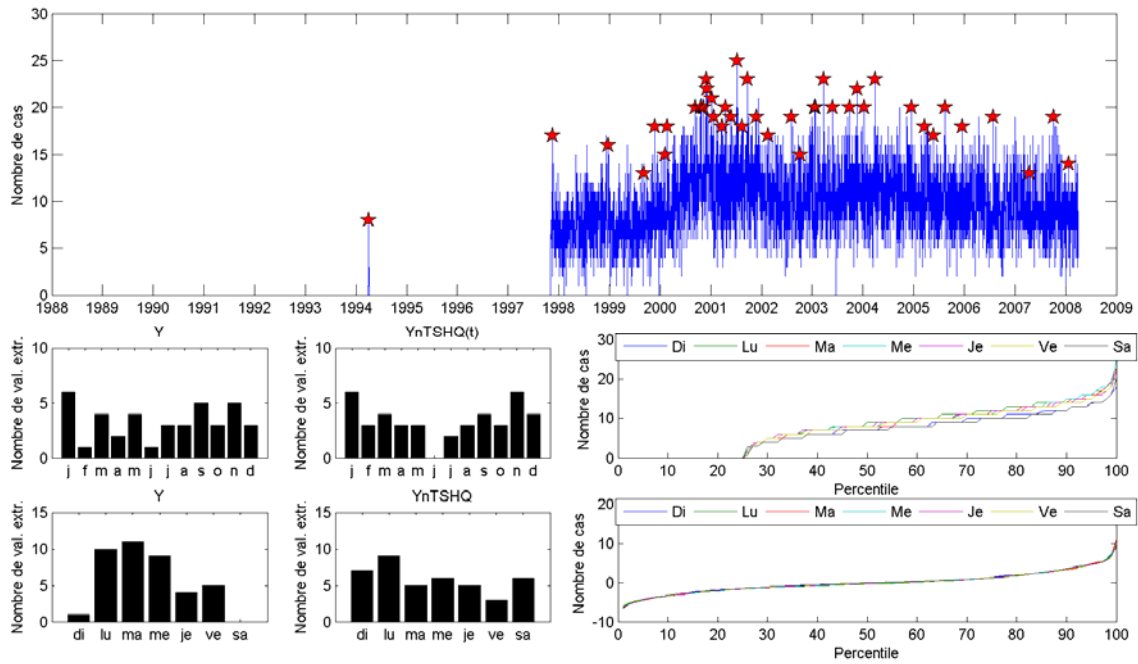 30
25
20
15
10
5
0
Nombre de cas
1988 1989 1990 1991 1992 1993 1994 1995 1996 1997 1998 1999 2000 2001 2002 2003 2004 2005 2006 2007 2008 2009
Y
10
5
0
Nombre de val. extr.
j f m a m j j a s o n d
YnTSHQ(t)
10
5
0
Nombre de val. extr.
j f m a m j j a s o n d
30
20
10
0
Nombre de cas
Di Lu Ma Me Je Ve Sa
0 10 20 30 40 50 60 70 80 90 100
Percentile
Y
15
10
5
0
Nombre de val. extr.
di lu ma me je ve sa
YnTSHQ
15
10
5
0
Nombre de val. extr.
di lu ma me je ve sa
20
10
0
-10
Nombre de cas
Di Lu Ma Me Je Ve Sa
0 10 20 30 40 50 60 70 80 90 100
Percentile